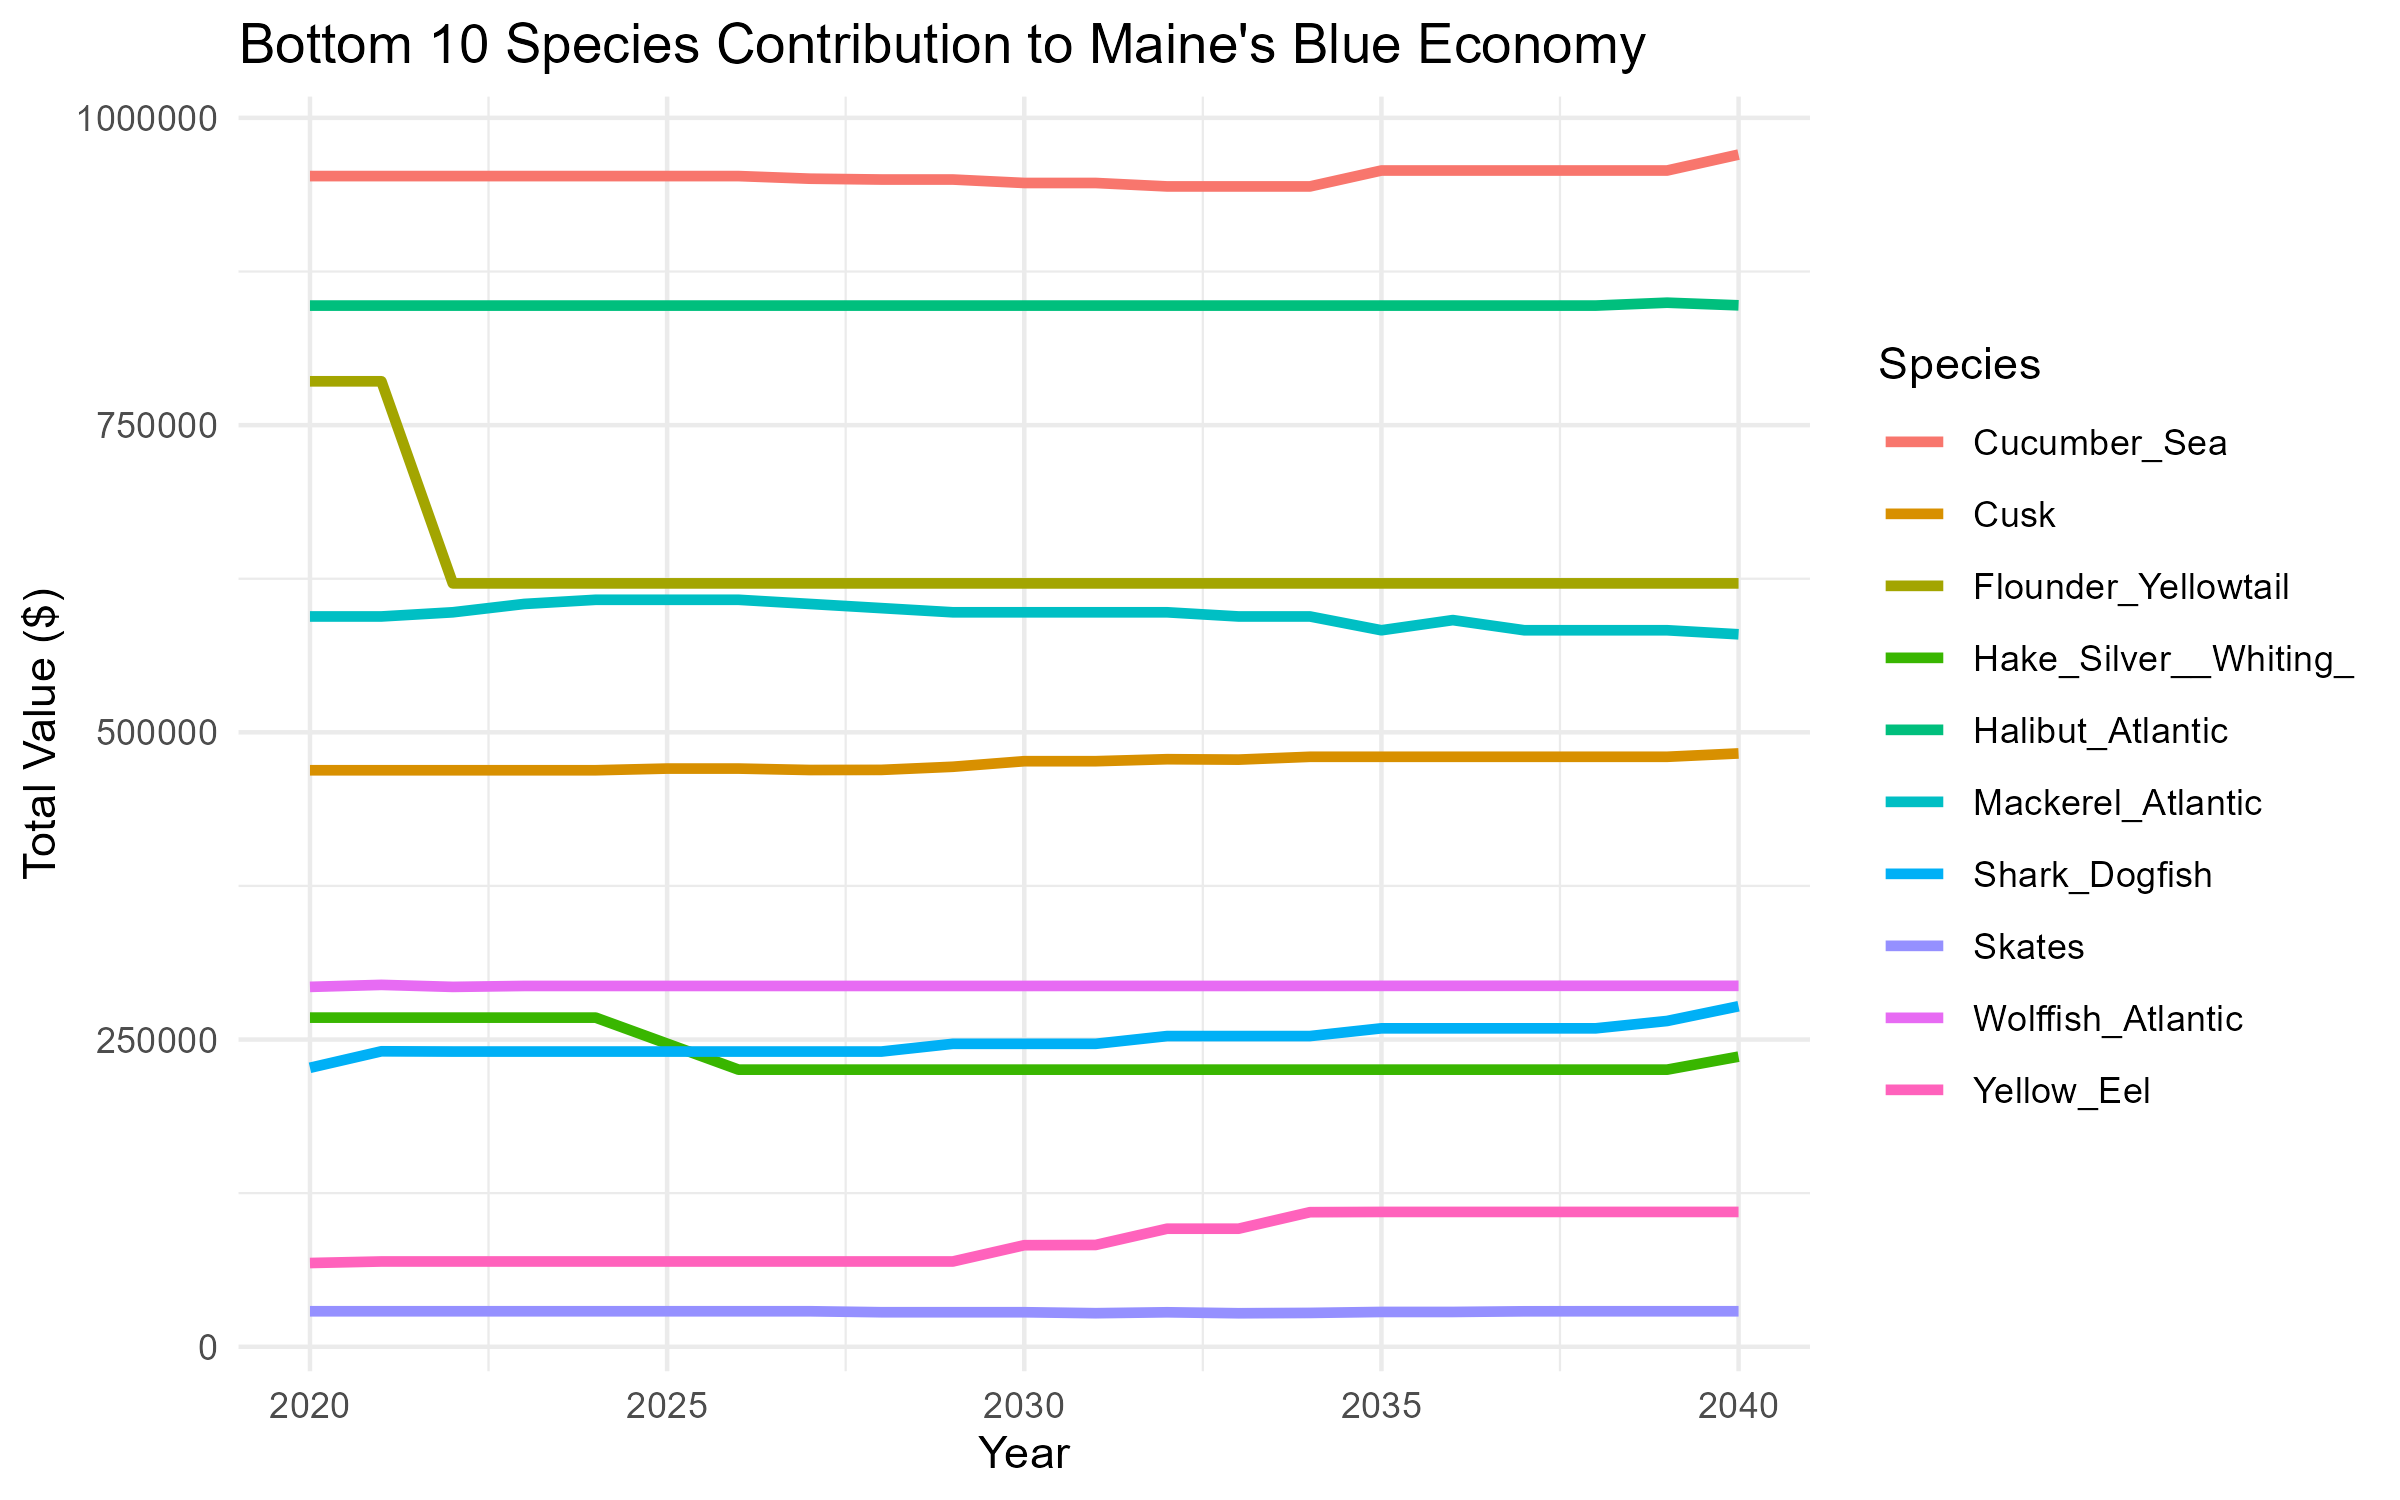 Bottom 10 Species Contribution to Maine's Blue Economy
1000000
750000
500000
250000
0
Total Value ($)
2020 2025 2030 2035 2040
Year
Species
Cucumber_Sea
Cusk
Flounder_Yellowtail
Hake_Silver__Whiting_
Halibut_Atlantic
Mackerel_Atlantic
Shark_Dogfish
Skates
Wolffish_Atlantic
Yellow_Eel